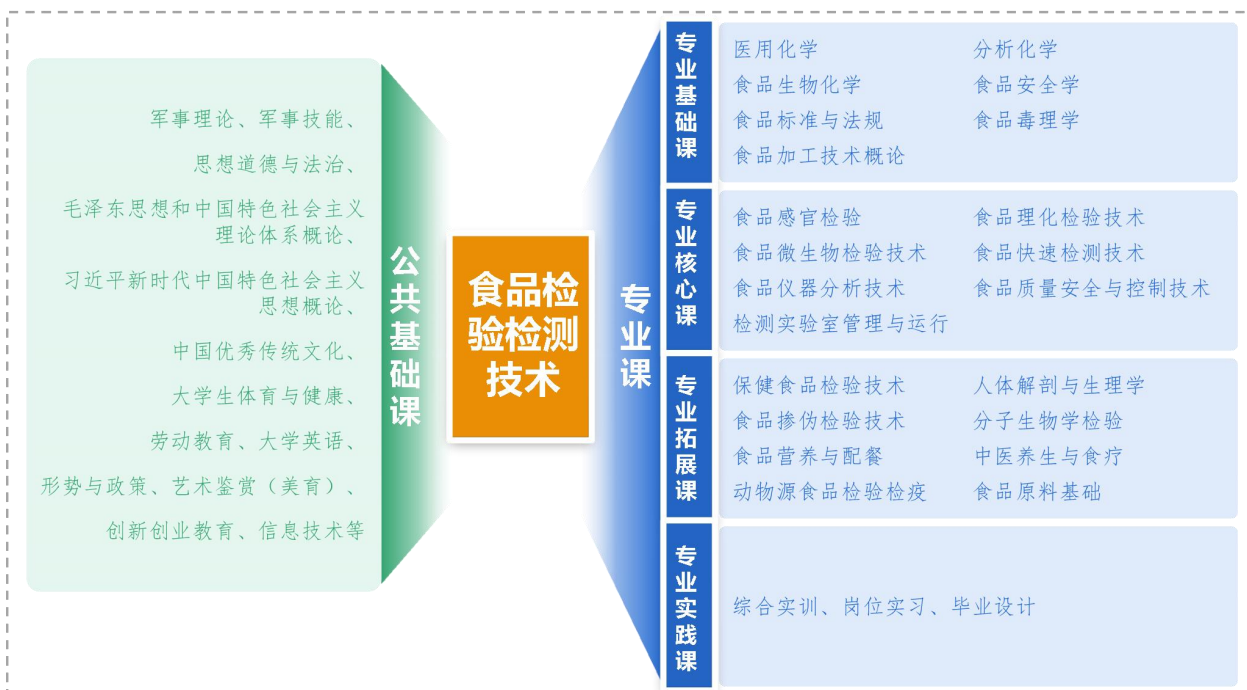 军事理论、军事技能、
思想道德与法治、
毛泽东思想和中国特色社会主义
理论体系概论、
习近平新时代中国特色社会主义
思想概论、
中国优秀传统文化、
大学生体育与健康、
劳动教育、大学英语、
形势与政策、艺术鉴赏（美育）、
创新创业教育、信息技术等
公共基础课
食品检
验检测
技术
专业课
专业基础课
医用化学 分析化学
食品生物化学 食品安全学
食品标准与法规 食品毒理学
食品加工技术概论
专业核心课
食品感官检验 食品理化检验技术
食品微生物检验技术 食品快速检测技术
食品仪器分析技术 食品质量安全与控制技术
检测实验室管理与运行
专业拓展课
保健食品检验技术 人体解剖与生理学
食品掺伪检验技术 分子生物学检验
食品营养与配餐 中医养生与食疗
动物源食品检验检疫 食品原料基础
专业实践课
综合实训、岗位实习、毕业设计